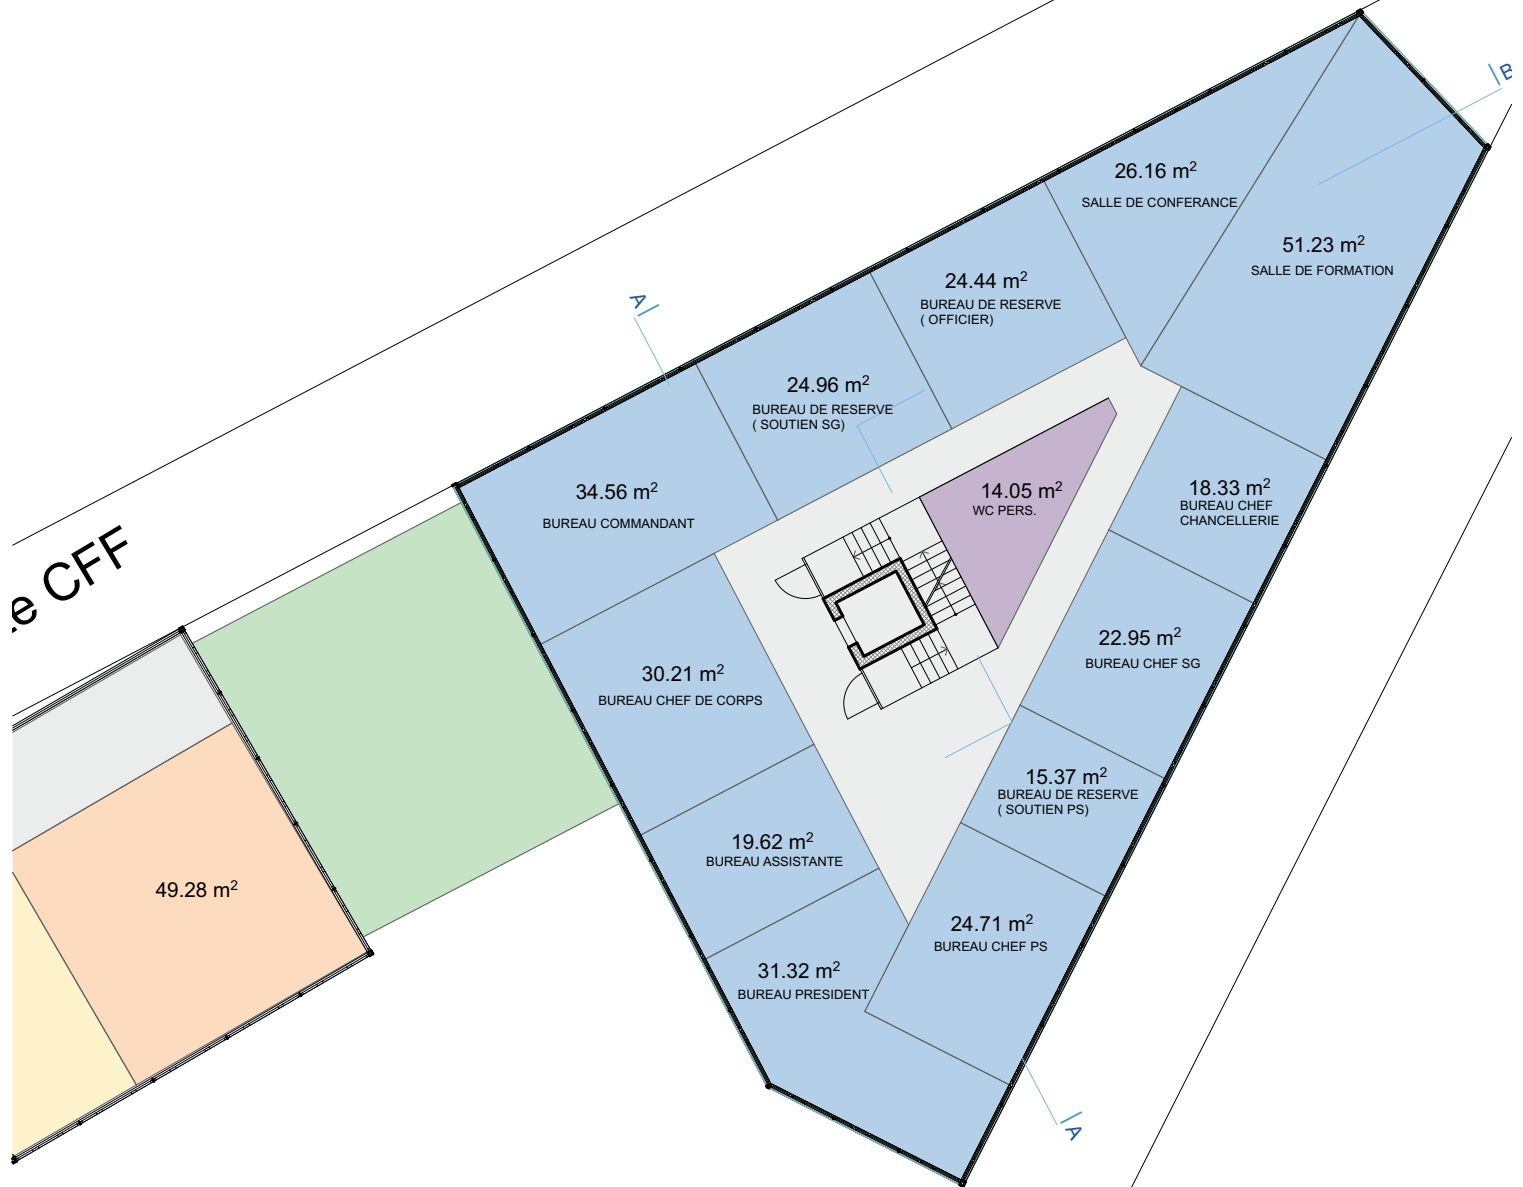 B
26.16 m²
SALLE DE CONFERANCE
51.23 m²
SALLE DE FORMATION
24.44 m²
BUREAU DE RESERVE
( OFFICIER)
A
24.96 m²
BUREAU DE RESERVE
( SOUTIEN SG)
34.56 m²
BUREAU COMMANDANT
14.05 m²
WC PERS.
18.33 m²
BUREAU CHEF
CHANCELLERIE
CFF
30.21 m²
BUREAU CHEF DE CORPS
22.95 m²
BUREAU CHEF SG
15.37 m²
BUREAU DE RESERVE
( SOUTIEN PS)
19.62 m²
BUREAU ASSISTANTE
49.28 m²
24.71 m²
BUREAU CHEF PS
31.32 m²
BUREAU PRESIDENT
A